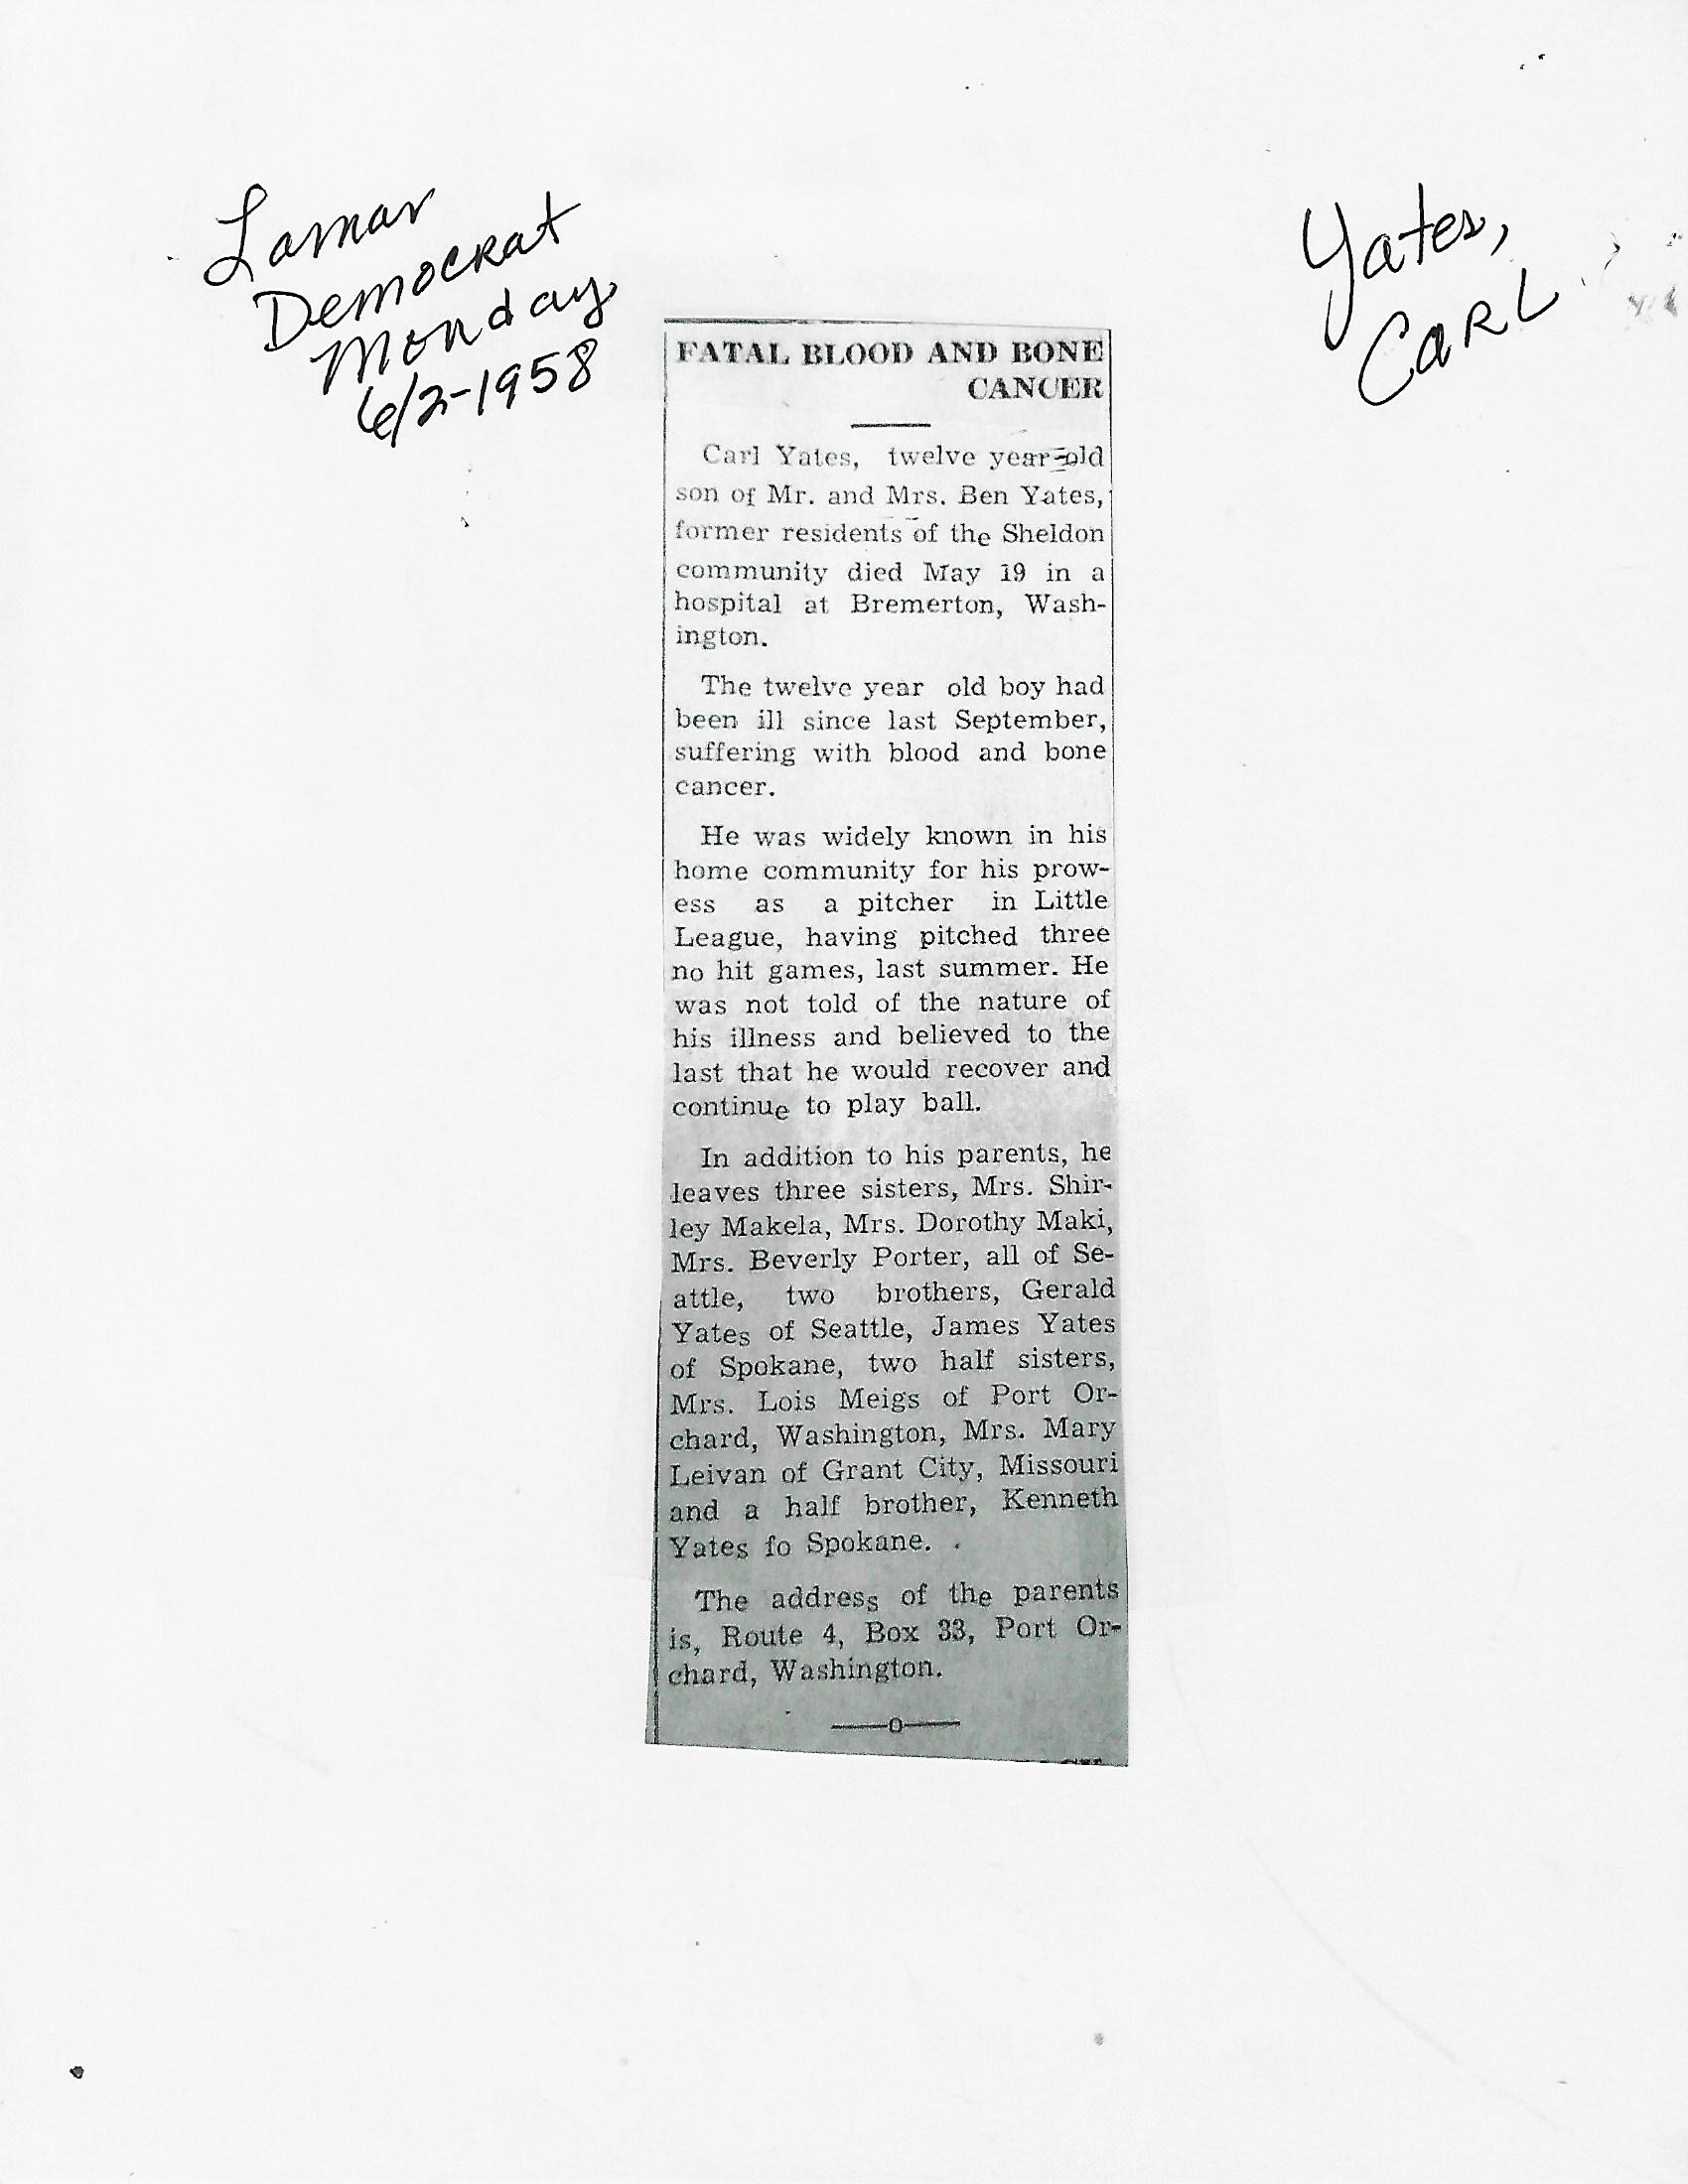 Lamar
Democrat
Monday
6/2-1958
Yates,
Carl
FATAL BLOOD AND BONE
CANCER
Carl Yates, twelve year-old
son of Mr. and Mrs. Ben Yates,
former residents of the Sheldon
community died May 19 in a
hospital at Bremerton, Wash-
ington.
The twelve year old boy had
been ill since last September,
suffering with blood and bone
cancer.
He was widely known in his
home community for his prow-
ess as a pitcher in Little
League, having pitched three
no hit games, last summer. He
was not told of the nature of
his illness and believed to the
last that he would recover and
continue to play ball.
In addition to his parents, he
leaves three sisters, Mrs. Shir-
ley Makela, Mrs. Dorothy Maki,
Mrs. Beverly Porter, all of Se-
attle, two brothers, Gerald
Yates of Seattle, James Yates
of Spokane, two half sisters,
Mrs. Lois Meigs of Port Or-
chard, Washington, Mrs. Mary
Leivan of Grant City, Missouri
and a half brother, Kenneth
Yates fo Spokane.
The address of the parents
is, Route 4, Box 33, Port Or-
chard, Washington.
——o——